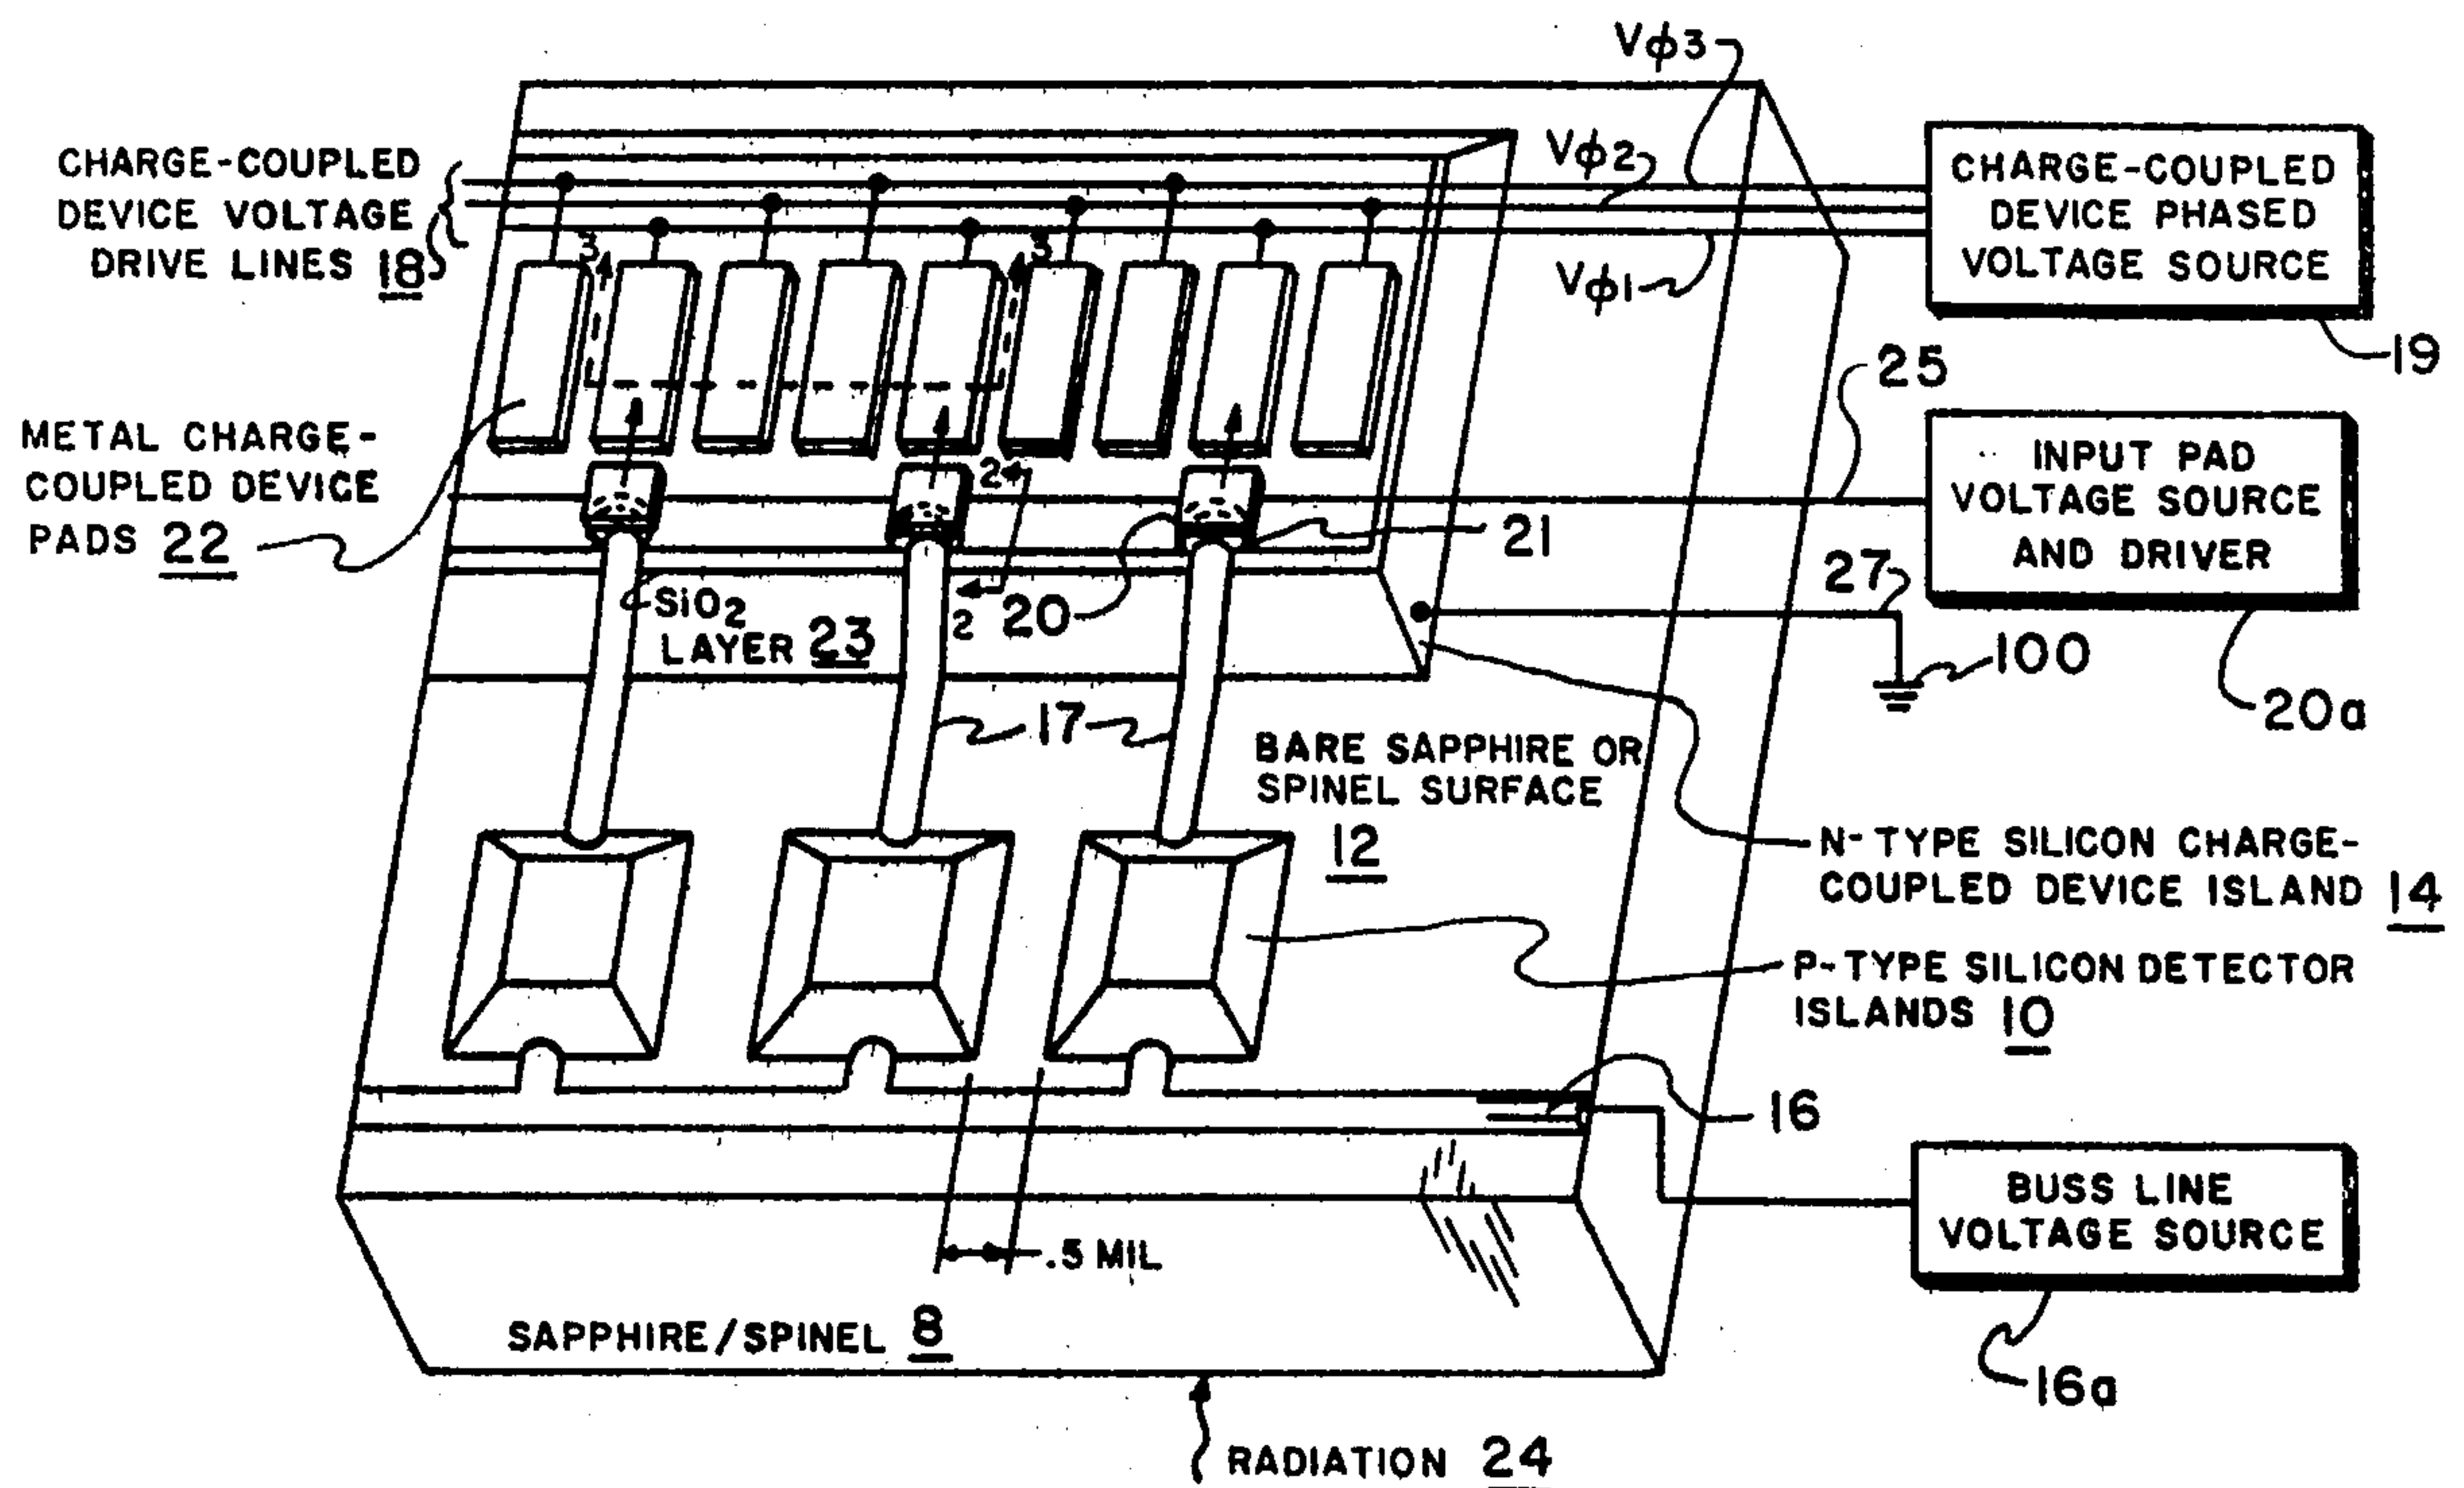 Vϕ3
CHARGE-COUPLED
DEVICE VOLTAGE
DRIVE LINES 18
Vϕ2
Vϕ1
CHARGE-COUPLED
DEVICE PHASED
VOLTAGE SOURCE
19
3
3
25
METAL CHARGE-
COUPLED DEVICE
PADS 22
INPUT PAD
VOLTAGE SOURCE
AND DRIVER
2
21
27
SiO2
LAYER 23
2
20
100
20a
17
BARE SAPPHIRE OR
SPINEL SURFACE
12
N-TYPE SILICON CHARGE-
COUPLED DEVICE ISLAND 14
P-TYPE SILICON DETECTOR
ISLANDS 10
16
BUSS LINE
VOLTAGE SOURCE
16a
.5 MIL
SAPPHIRE/SPINEL 8
RADIATION 24